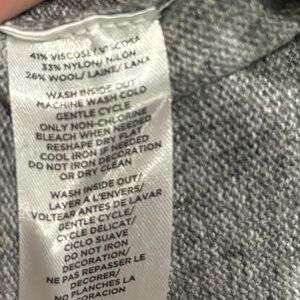 41% VISCOSE/ VISCOSA
33% NYLON/ NILON
26% WOOL/ LAINE/ LANA
WASH INSIDE OUT
MACHINE WASH COLD
GENTLE CYCLE
ONLY NON-CHLORINE
BLEACH WHEN NEEDED
RESHAPE DRY FLAT
COOL IRON IF NEEDED
DO NOT IRON DECORATION
OR DRY CLEAN
WASH INSIDE OUT/
LAVER À L'ENVERS/
VOLTEAR ANTES DE LAVAR
GENTLE CYCLE/
CYCLE DÉLICAT/
CICLO SUAVE
DO NOT IRON
DECORATION/
NE PAS REPASSER LE
DECORER/
NO PLANCHES LA
CORACION